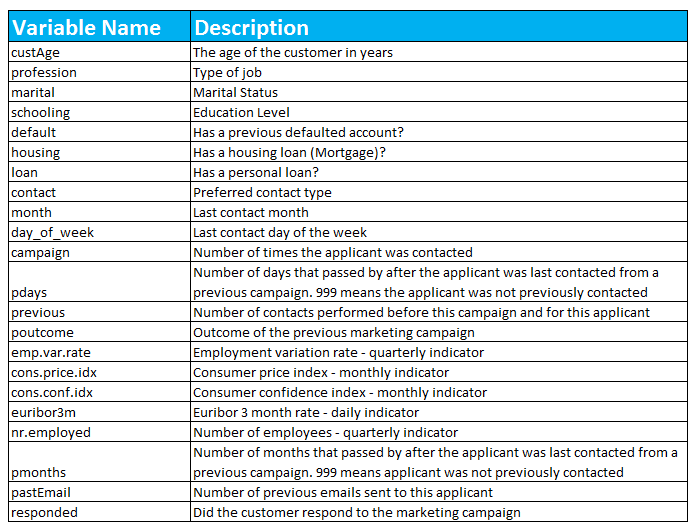 Variable Name Description
custAge The age of the customer in years
profession Type of job
marital Marital Status
schooling Education Level
default Has a previous defaulted account?
housing Has a housing loan (Mortgage)?
loan Has a personal loan?
contact Preferred contact type
month Last contact month
day_of_week Last contact day of the week
campaign Number of times the applicant was contacted
Number of days that passed by after the applicant was last contacted from a
pdays previous campaign. 999 means the applicant was not previously contacted
previous Number of contacts performed before this campaign and for this applicant
poutcome Outcome of the previous marketing campaign
emp.var.rate Employment variation rate - quarterly indicator
cons.price.idx Consumer price index - monthly indicator
cons.conf.idx Consumer confidence index - monthly indicator
euribor3m Euribor 3 month rate - daily indicator
nr.employed Number of employees - quarterly indicator
Number of months that passed by after the applicant was last contacted from a
pmonths previous campaign. 999 means applicant was not previously contacted
pastEmail Number of previous emails sent to this applicant
responded Did the customer respond to the marketing campaign